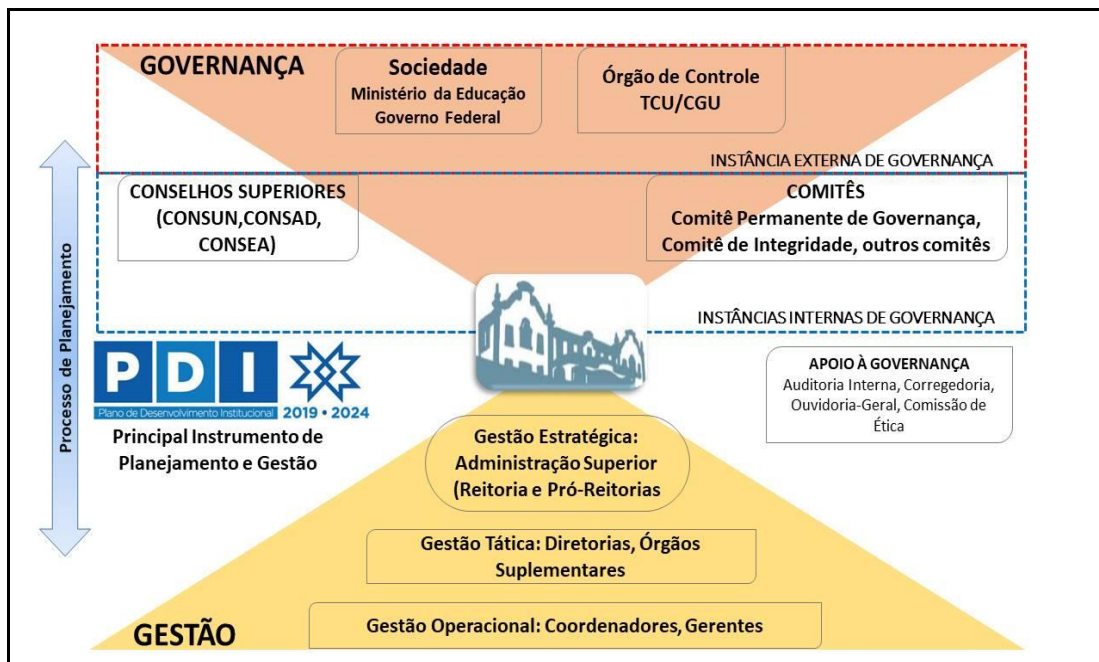 GOVERNANÇA
Sociedade
Ministério da Educação
Governo Federal
Órgão de Controle
TCU/CGU
INSTÂNCIA EXTERNA DE GOVERNANÇA
CONSELHOS SUPERIORES
(CONSUN,CONSAD,
CONSEA)
COMITÊS
Comitê Permanente de Governança,
Comitê de Integridade, outros comitês
INSTÂNCIAS INTERNAS DE GOVERNANÇA
Processo de Planejamento
PDI
Plano de Desenvolvimento Institucional
2019 • 2024
Principal Instrumento de
Planejamento e Gestão
APOIO À GOVERNANÇA
Auditoria Interna, Corregedoria,
Ouvidoria-Geral, Comissão de
Ética
Gestão Estratégica:
Administração Superior
(Reitoria e Pró-Reitorias
Gestão Tática: Diretorias, Órgãos
Suplementares
Gestão Operacional: Coordenadores, Gerentes
GESTÃO